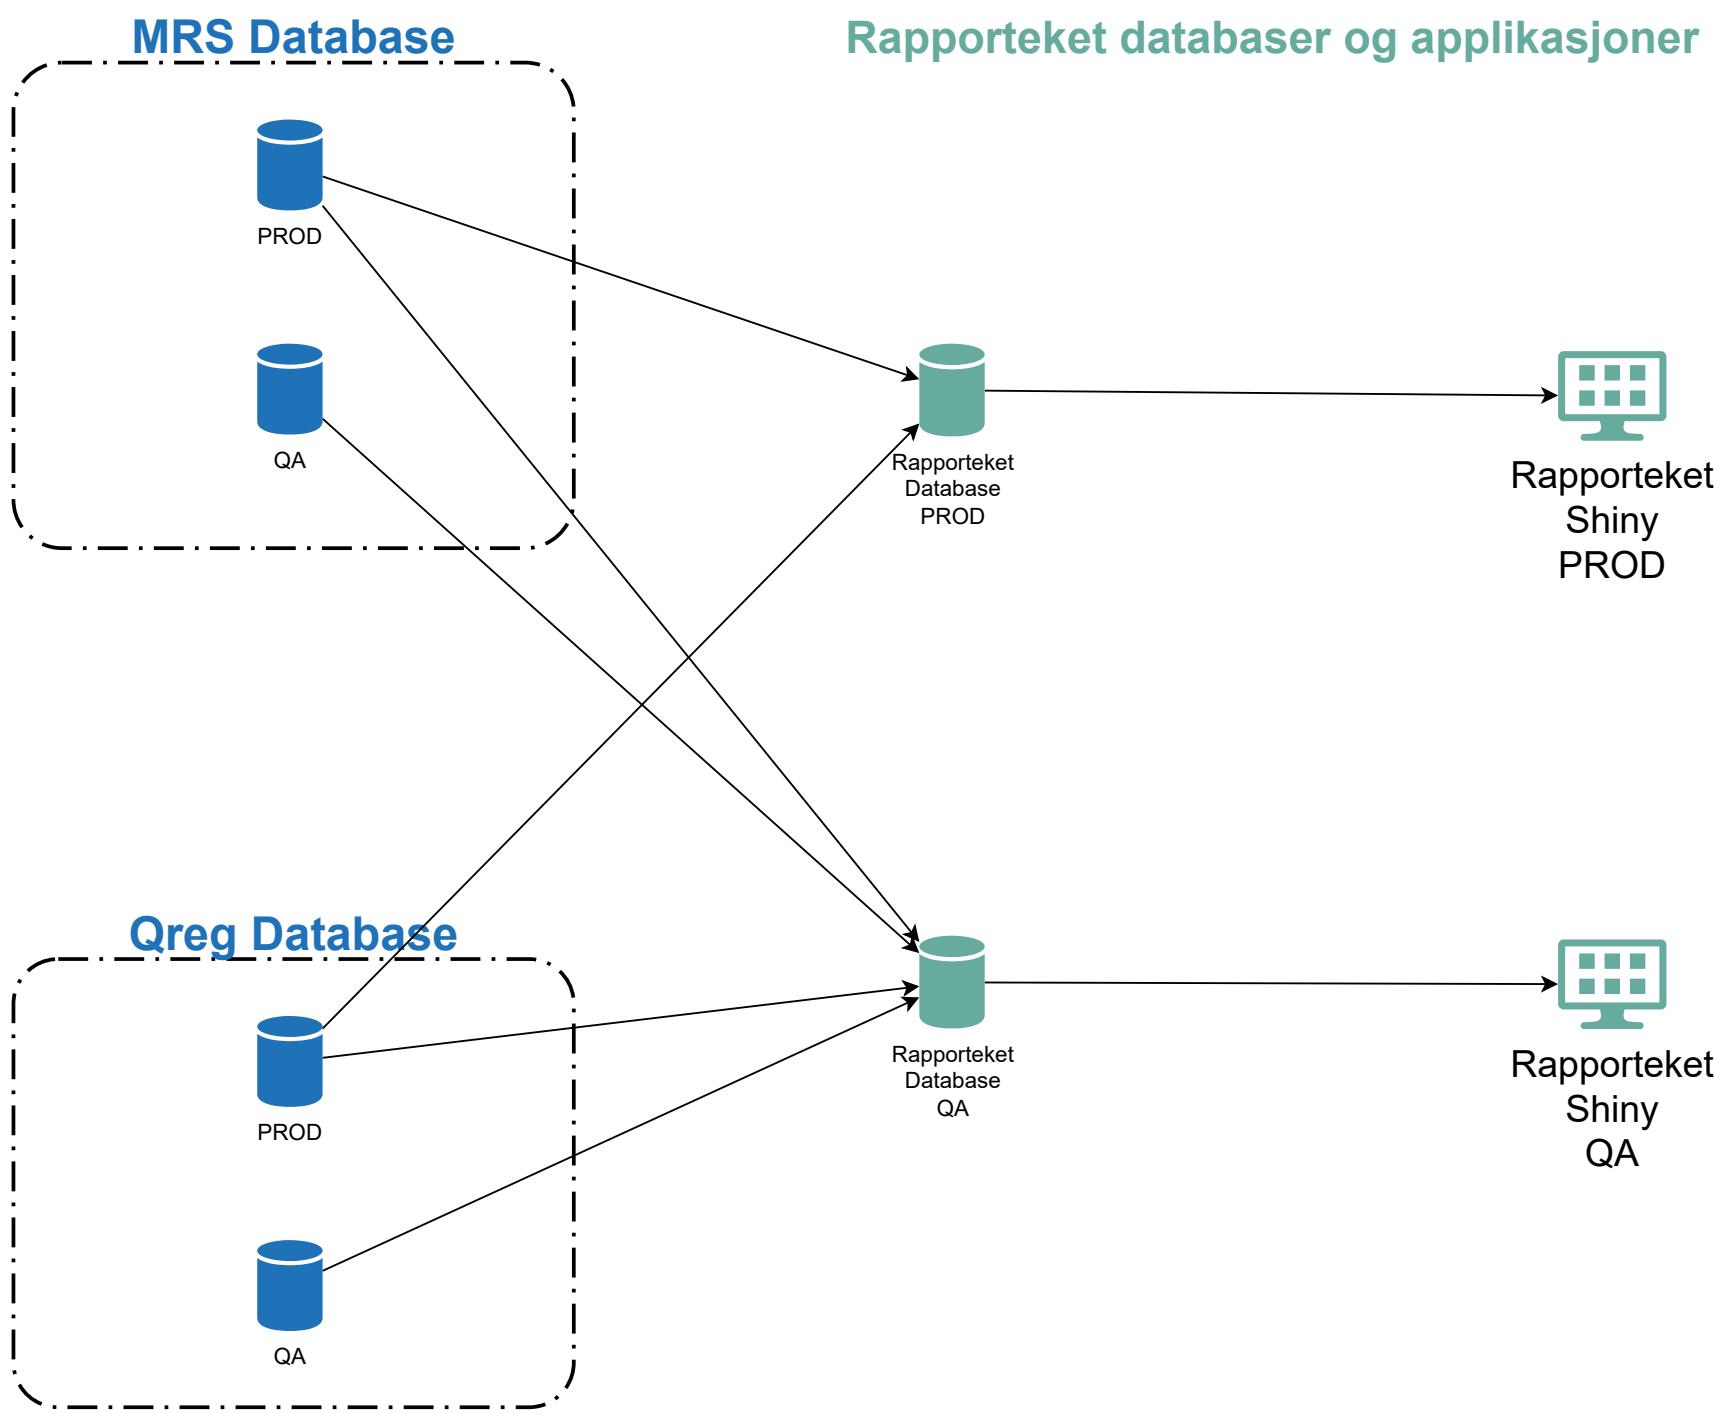 MRS Database
Rapporteket databaser og applikasjoner
PROD
QA
Rapporteket
Database
PROD
Rapporteket
Shiny
PROD
Qreg Database
PROD
QA
Rapporteket
Database
QA
Rapporteket
Shiny
QA